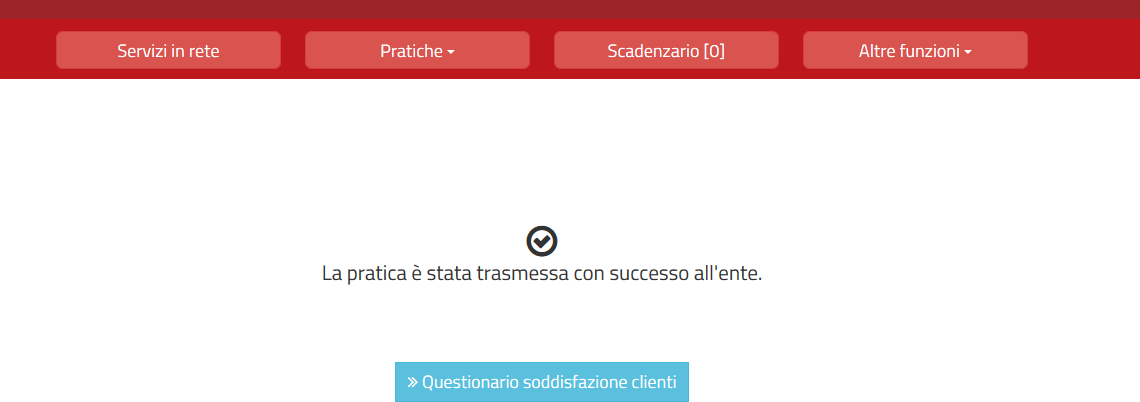 Servizi in rete
Pratiche
Scadenzario [0]
Altre funzioni
La pratica è stata trasmessa con successo all'ente.
» Questionario soddisfazione clienti